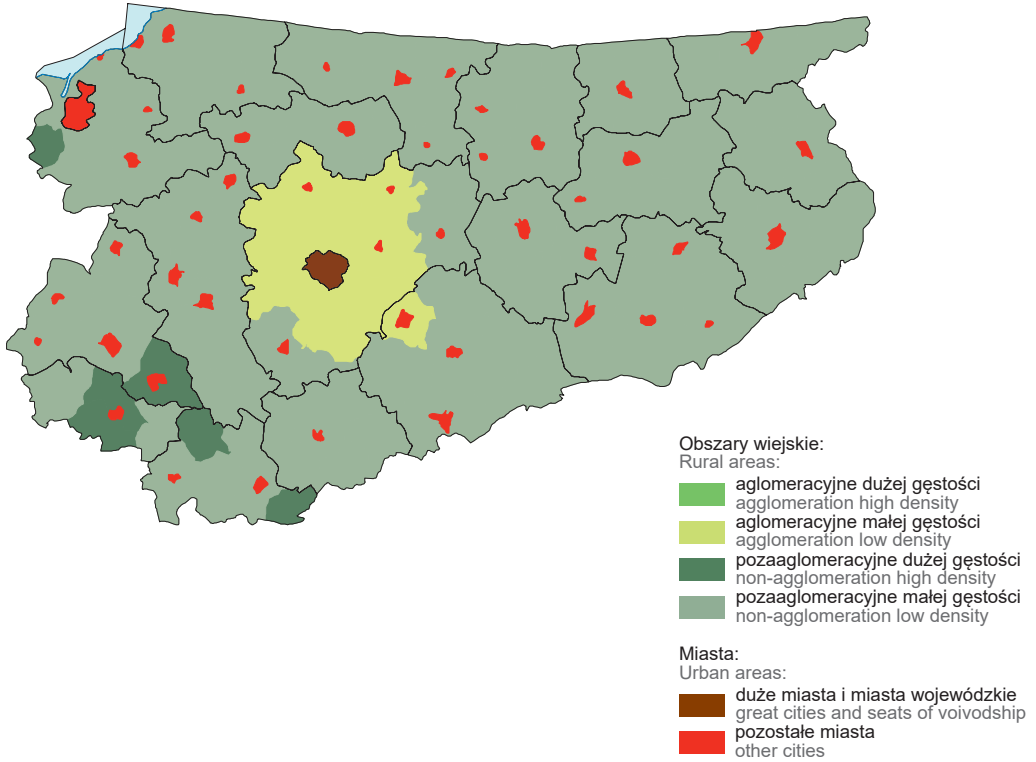 Obszary wiejskie:
Rural areas:
aglomeracyjne dużej gęstości
agglomeration high density
aglomeracyjne małej gęstości
agglomeration low density
pozaaglomeracyjne dużej gęstości
non-agglomeration high density
pozaaglomeracyjne małej gęstości
non-agglomeration low density
Miasta:
Urban areas:
duże miasta i miasta wojewódzkie
great cities and seats of voivodship
pozostałe miasta
other cities